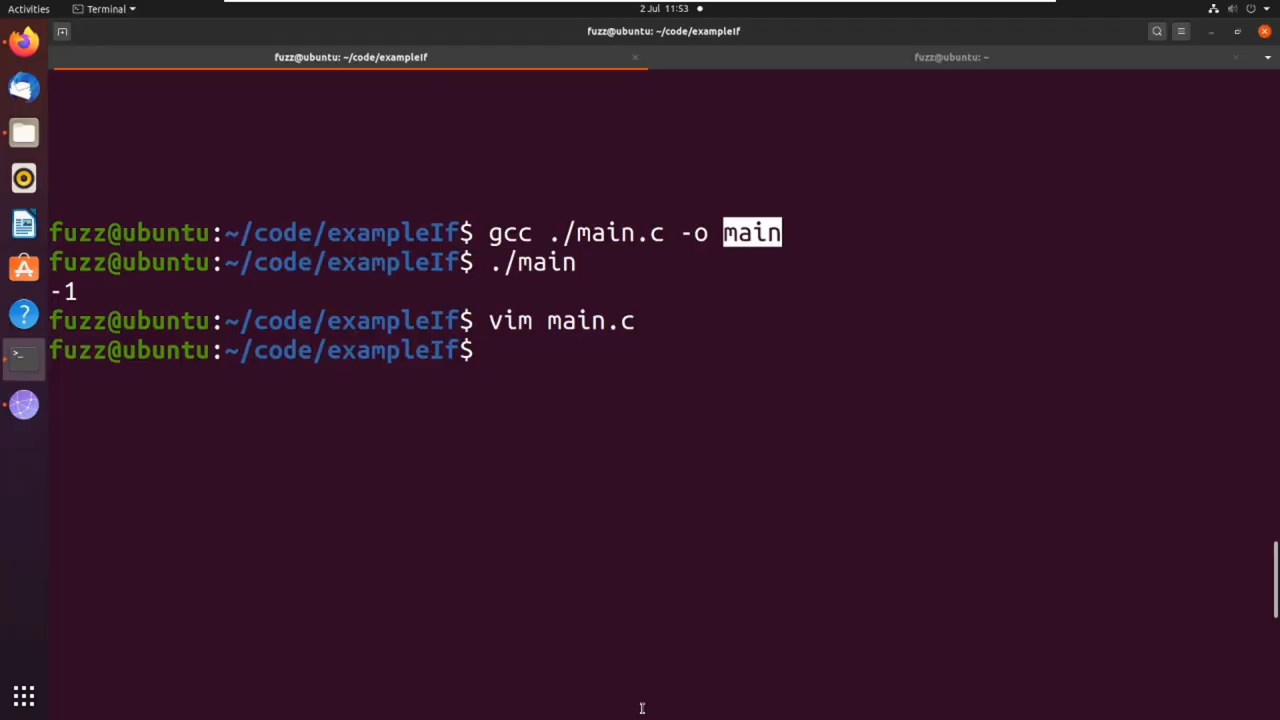 Activities Terminal 2 Jul 11:53
fuzz@ubuntu: ~/code/exampleIf
fuzz@ubuntu: ~/code/exampleIf fuzz@ubuntu: ~
fuzz@ubuntu:~/code/exampleIf$ gcc ./main.c -o main
fuzz@ubuntu:~/code/exampleIf$ ./main
-1
fuzz@ubuntu:~/code/exampleIf$ vim main.c
fuzz@ubuntu:~/code/exampleIf$